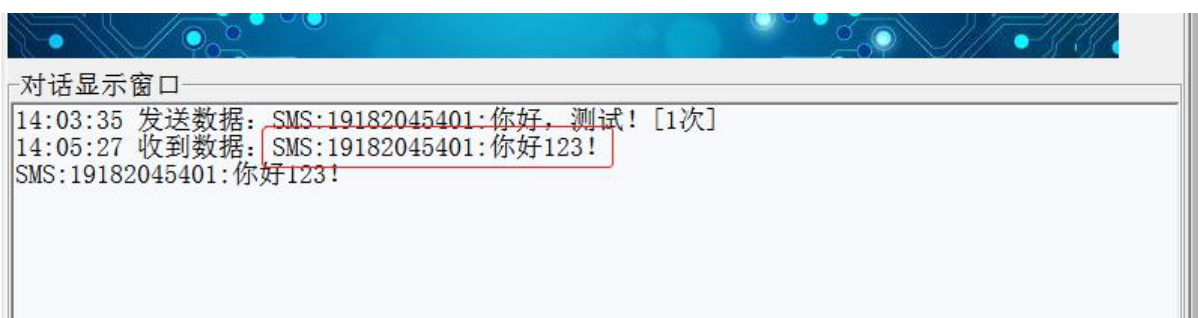 对话显示窗口
14:03:35 发送数据：SMS:19182045401:你好，测试！[1次]
14:05:27 收到数据：SMS:19182045401:你好123！
SMS:19182045401:你好123！